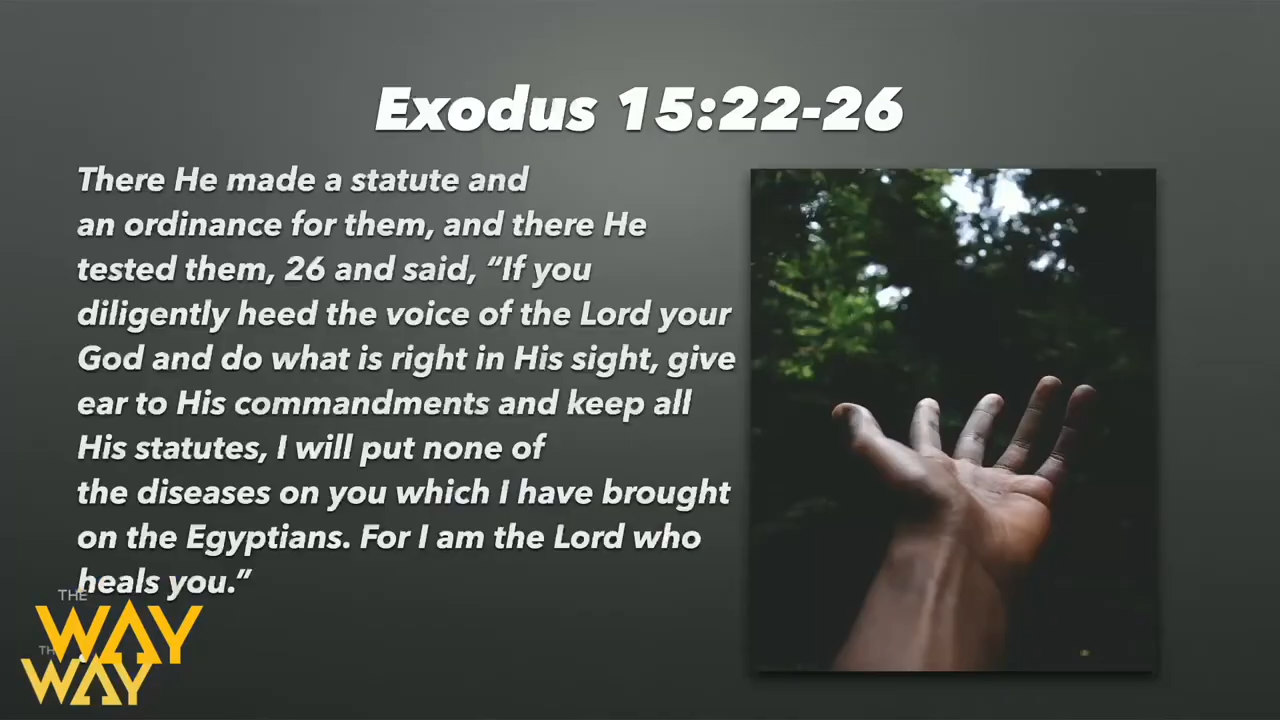 Exodus 15:22-26
There He made a statute and
an ordinance for them, and there He
tested them, 26 and said, “If you
diligently heed the voice of the Lord your
God and do what is right in His sight, give
ear to His commandments and keep all
His statutes, I will put none of
the diseases on you which I have brought
on the Egyptians. For I am the Lord who
heals you.”
THE
WAY
TH
WAY